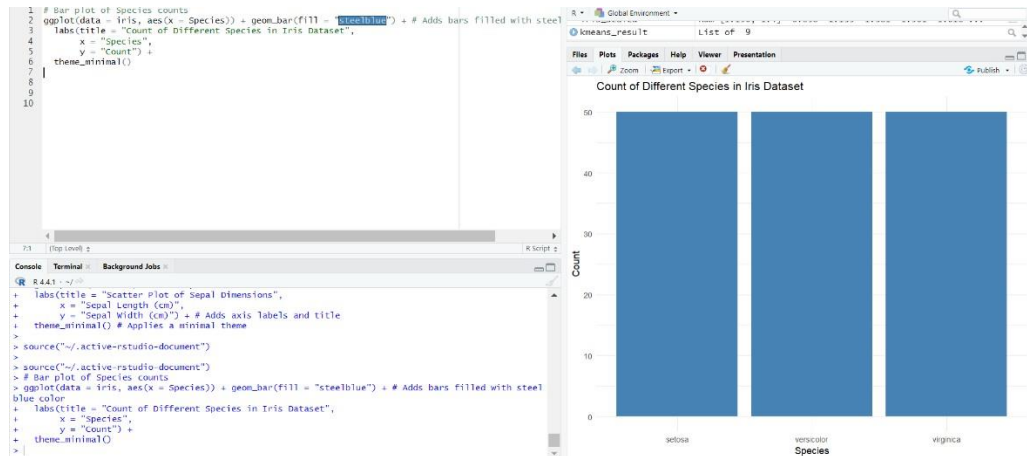 1 # Bar plot of Species counts
2 ggplot(data = iris, aes(x = Species)) + geom_bar(fill = "steelblue") + # Adds bars filled with steel
3 labs(title = "Count of Different Species in Iris Dataset",
4 x = "Species",
5 y = "Count") +
6 theme_minimal()
7
8
9
10
7:1 (Top Level) R Script
Console Terminal Background Jobs
R 4.4.1 · ~/
+ labs(title = "Scatter Plot of Sepal Dimensions",
+ x = "Sepal Length (cm)",
+ y = "Sepal Width (cm)") + # Adds axis labels and title
+ theme_minimal() # Applies a minimal theme
>
> source("~/.active-rstudio-document")
>
> source("~/.active-rstudio-document")
> # Bar plot of Species counts
> ggplot(data = iris, aes(x = Species)) + geom_bar(fill = "steelblue") + # Adds bars filled with steel
blue color
+ labs(title = "Count of Different Species in Iris Dataset",
+ x = "Species",
+ y = "Count") +
+ theme_minimal()
>
R Global Environment
kmeans_result List of 9
Files Plots Packages Help Viewer Presentation
Zoom Export Publish
Count of Different Species in Iris Dataset
50
40
30
20
10
0
Count
setosa versicolor virginica
Species